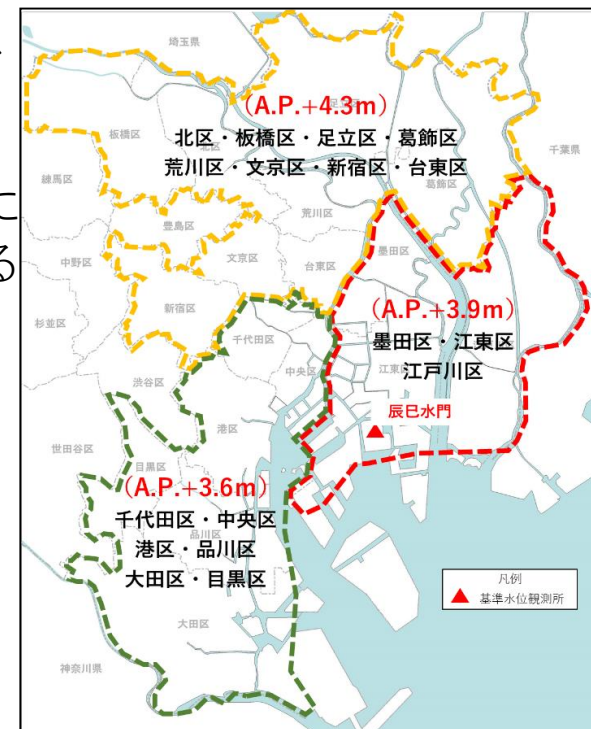 に
る
埼玉県
(A.P.+4.3m)
北区・板橋区・足立区・葛飾区
荒川区・文京区・新宿区・台東区
板橋区
北区
千葉県
練馬区
葛飾区
荒川区
豊島区
墨田区
文京区
台東区
中野区
新宿区
(A.P.+3.9m)
墨田区・江東区
江戸川区
杉並区
千代田区
中央区
江東区
渋谷区
辰巳水門
港区
世田谷区
目黒区
(A.P.+3.6m)
千代田区・中央区
港区・品川区
大田区・目黒区
品川区
凡例
基準水位観測所
大田区
神奈川県